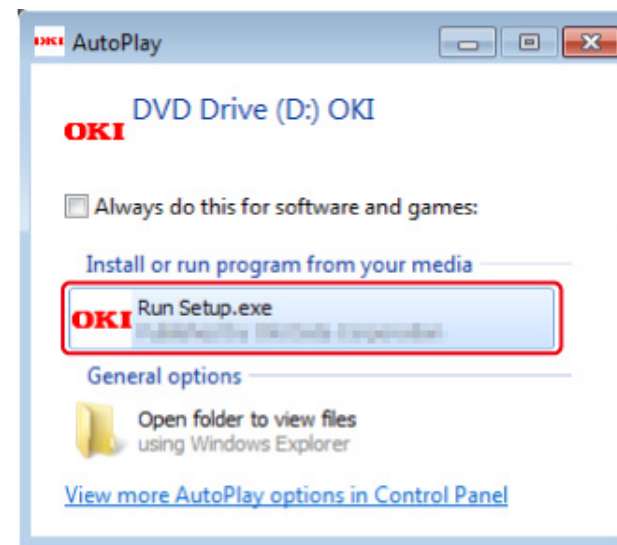 OKI AutoPlay
DVD Drive (D:) OKI
OKI
Always do this for software and games:
Install or run program from your media
OKI Run Setup.exe
General options
Open folder to view files
using Windows Explorer
View more AutoPlay options in Control Panel